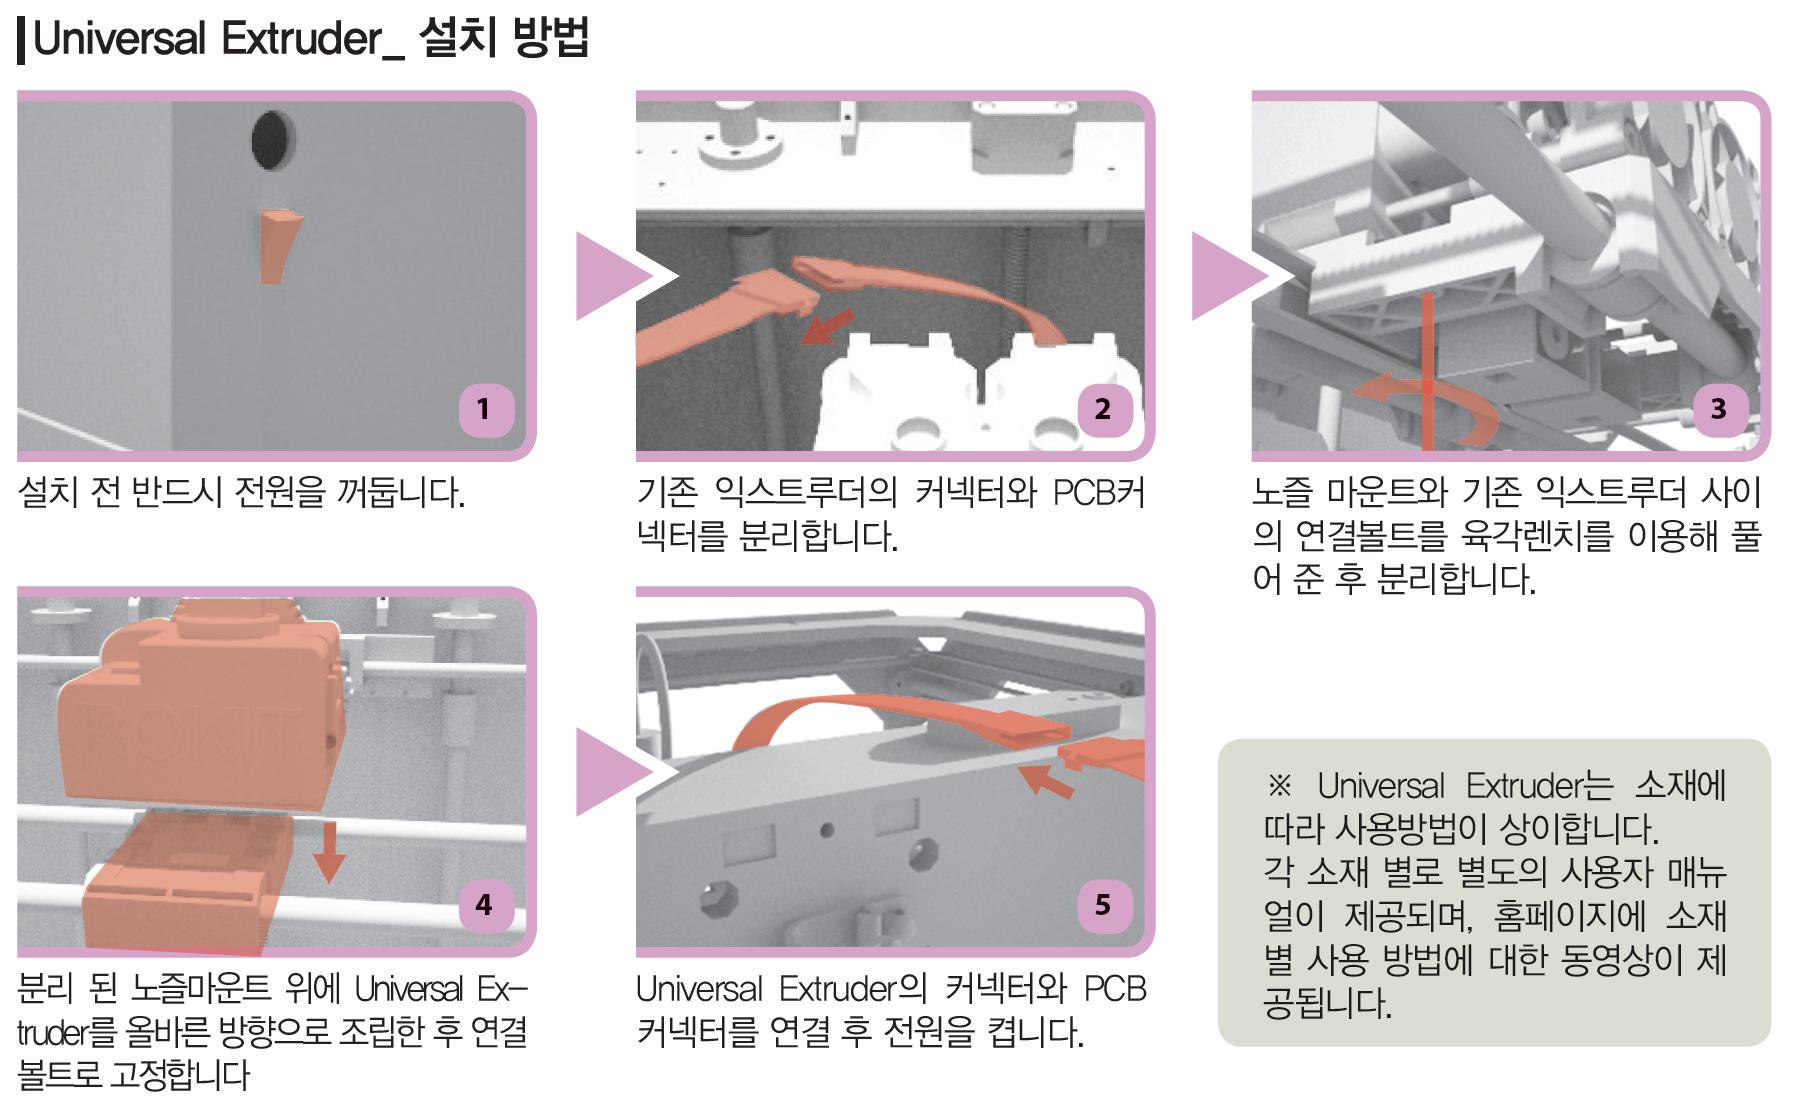 Universal Extruder_ 설치 방법
1
설치 전 반드시 전원을 꺼둡니다.
2
기존 익스트루더의 커넥터와 PCB커
넥터를 분리합니다.
3
노즐 마운트와 기존 익스트루더 사이
의 연결볼트를 육각렌치를 이용해 풀
어 준 후 분리합니다.
ROKIT
4
분리 된 노즐마운트 위에 Universal Ex-
truder를 올바른 방향으로 조립한 후 연결
볼트로 고정합니다
5
Universal Extruder의 커넥터와 PCB
커넥터를 연결 후 전원을 켭니다.
※ Universal Extruder는 소재에
따라 사용방법이 상이합니다.
각 소재 별로 별도의 사용자 매뉴
얼이 제공되며, 홈페이지에 소재
별 사용 방법에 대한 동영상이 제
공됩니다.